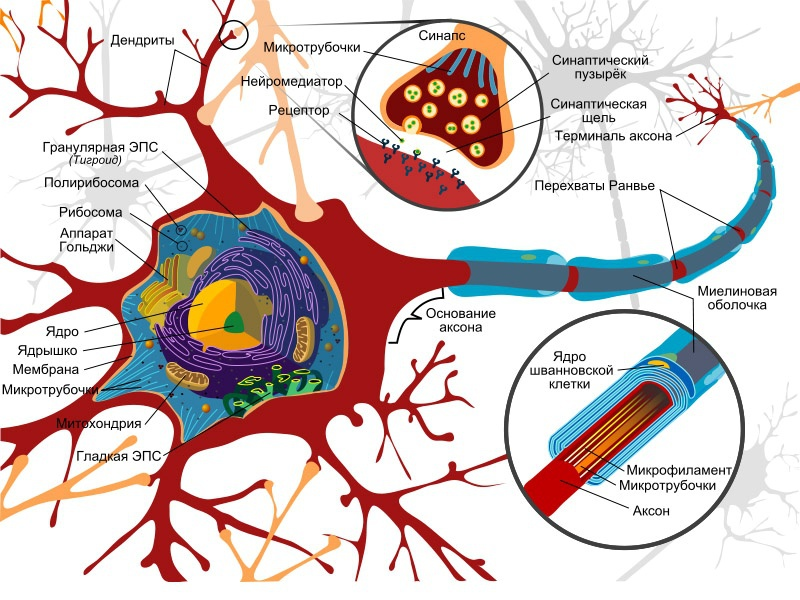 Дендриты
Синапс
Микротрубочки
Нейромедиатор
Рецептор
Синаптический
пузырёк
Синаптическая
щель
Терминаль аксона
Гранулярная ЭПС
(Тигроид)
Полирибосома
Рибосома
Аппарат
Гольджи
Перехваты Ранвье
Миелиновая
оболочка
Основание
аксона
Ядро
Ядрышко
Мембрана
Микротрубочки
Митохондрия
Гладкая ЭПС
Ядро
шванновской
клетки
Микрофиламент
Микротрубочки
Аксон